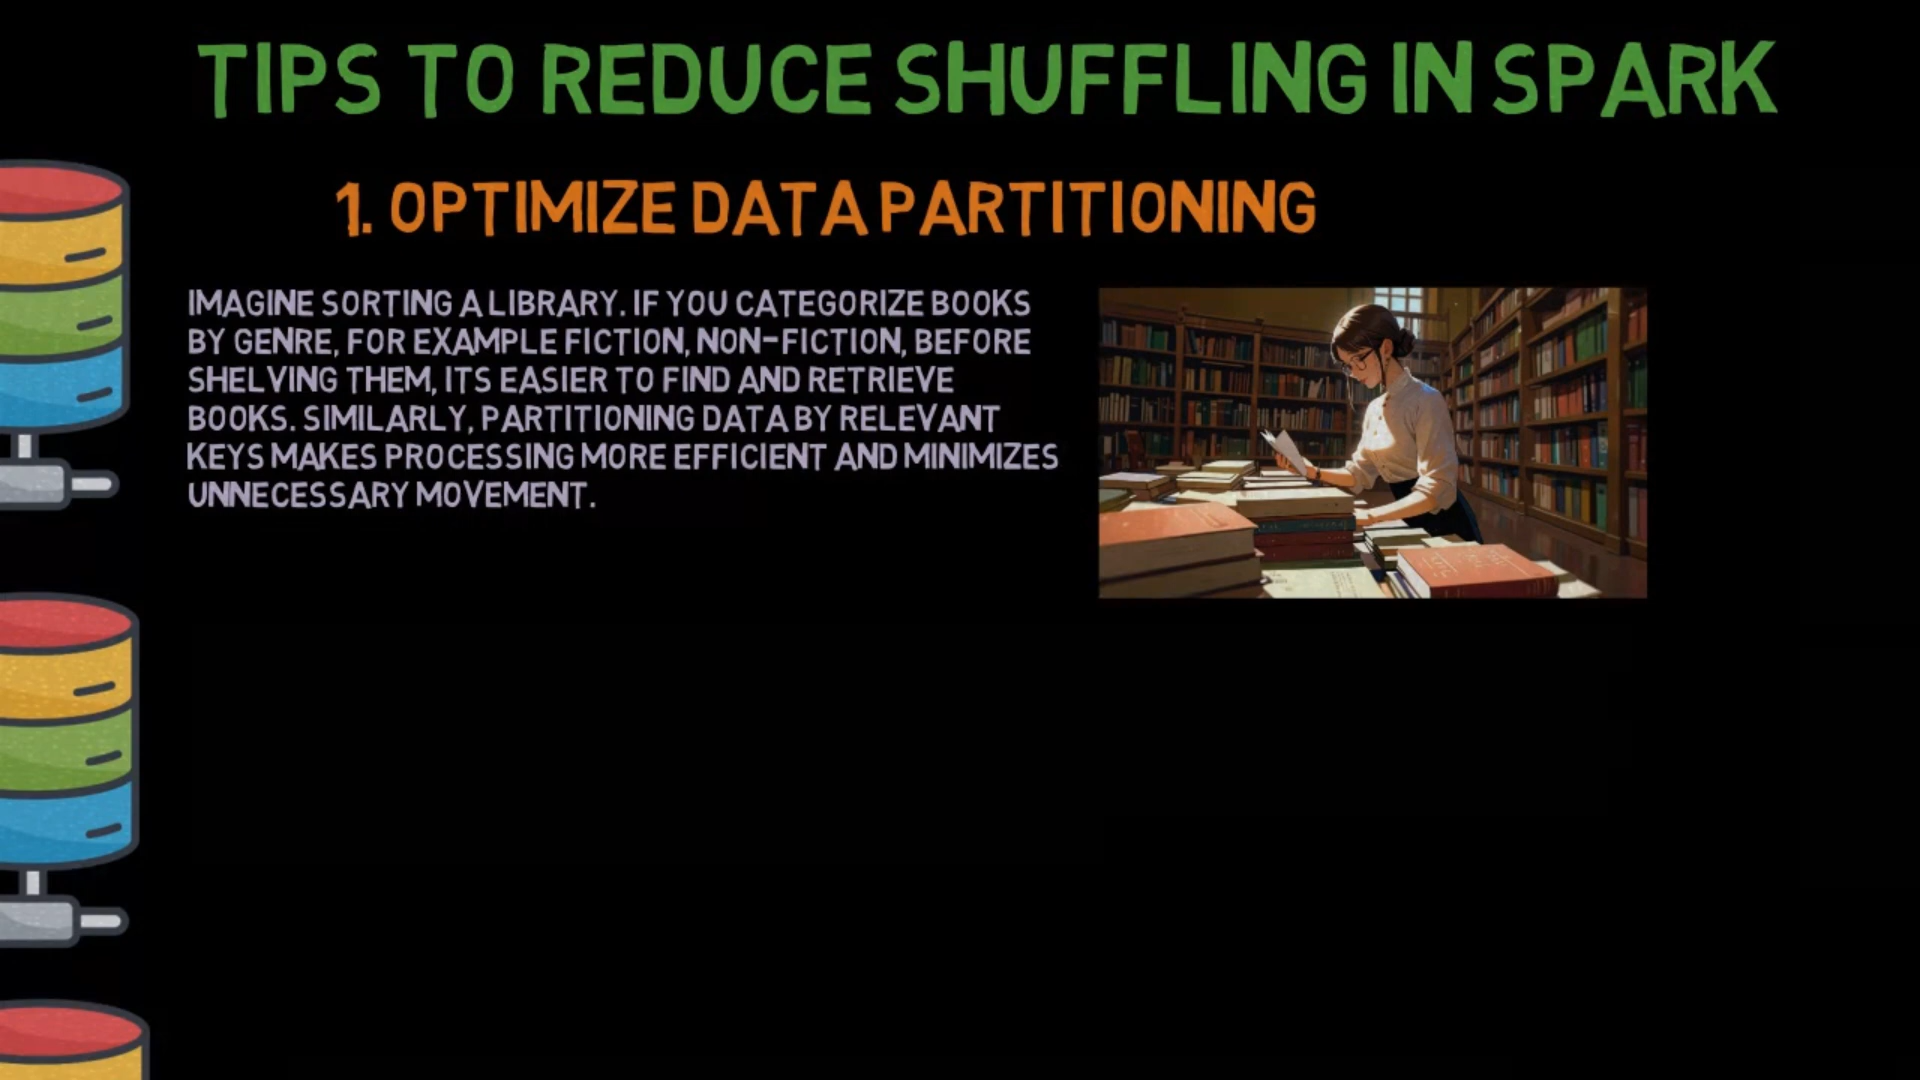 TIPS TO REDUCE SHUFFLING IN SPARK
1. OPTIMIZE DATA PARTITIONING
IMAGINE SORTING A LIBRARY. IF YOU CATEGORIZE BOOKS
BY GENRE, FOR EXAMPLE FICTION, NON-FICTION, BEFORE
SHELVING THEM, ITS EASIER TO FIND AND RETRIEVE
BOOKS. SIMILARLY, PARTITIONING DATA BY RELEVANT
KEYS MAKES PROCESSING MORE EFFICIENT AND MINIMIZES
UNNECESSARY MOVEMENT.